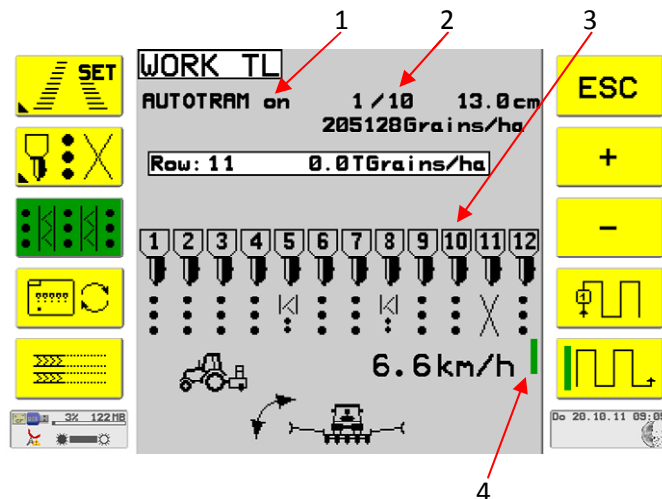 1 2 3
SET
WORK TL
AUTOTRAM on 1/10 13.0cm
205128Grains/ha
Row: 11 0.0TGrains/ha
1 2 3 4 5 6 7 8 9 10 11 12
6.6km/h
3% 122MB
ESC
+
-
1
Do 20.10.11 09:05
4